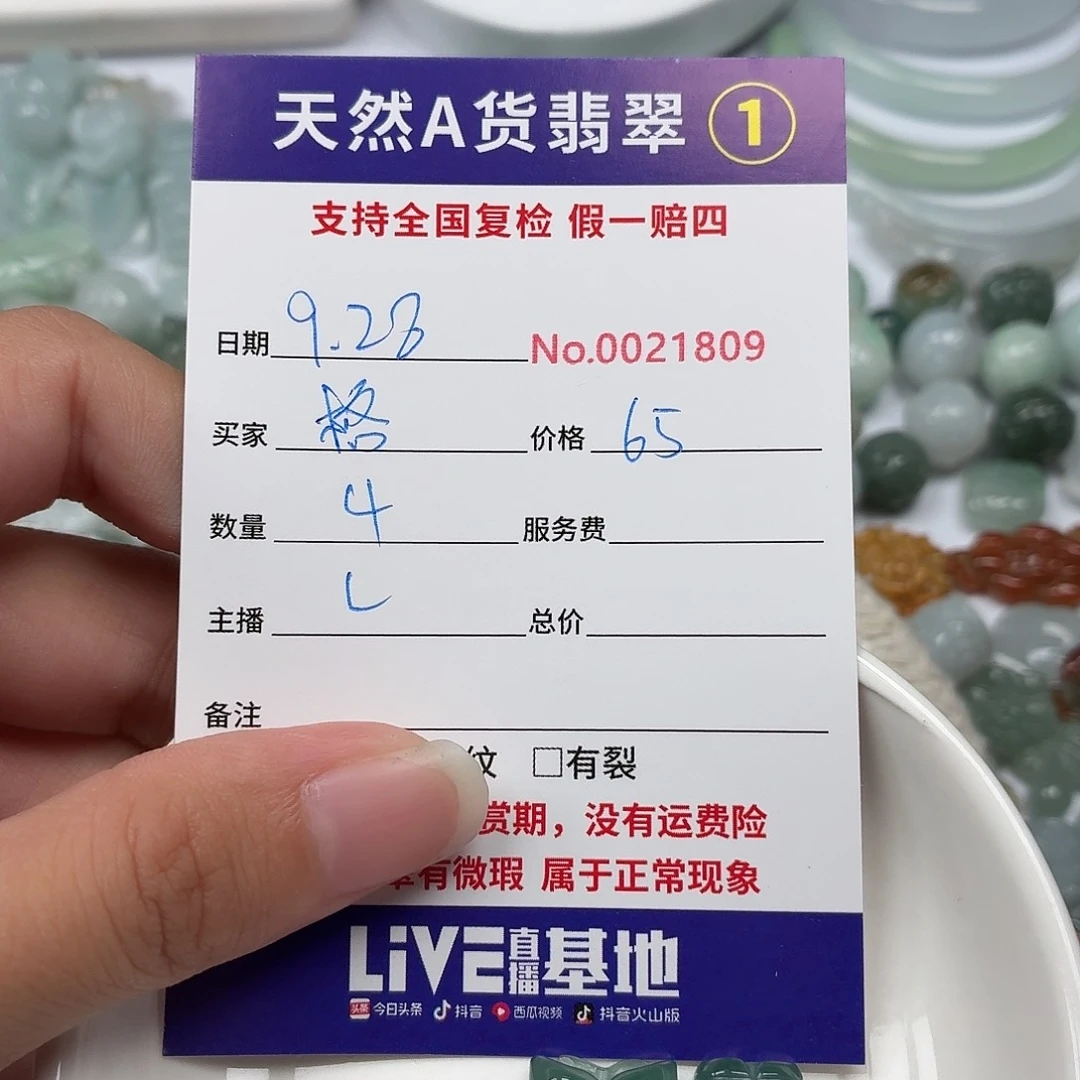 天然A货翡翠 1
支持全国复检 假一赔四
日期 9.28 No.0021809
买家 格 价格 65
数量 4 服务费
主播 L 总价
备注
纹 □有裂
赏期，没有运费险
有微瑕 属于正常现象
LiVE直播基地
头条 今日头条 抖音 西瓜视频 抖音火山版